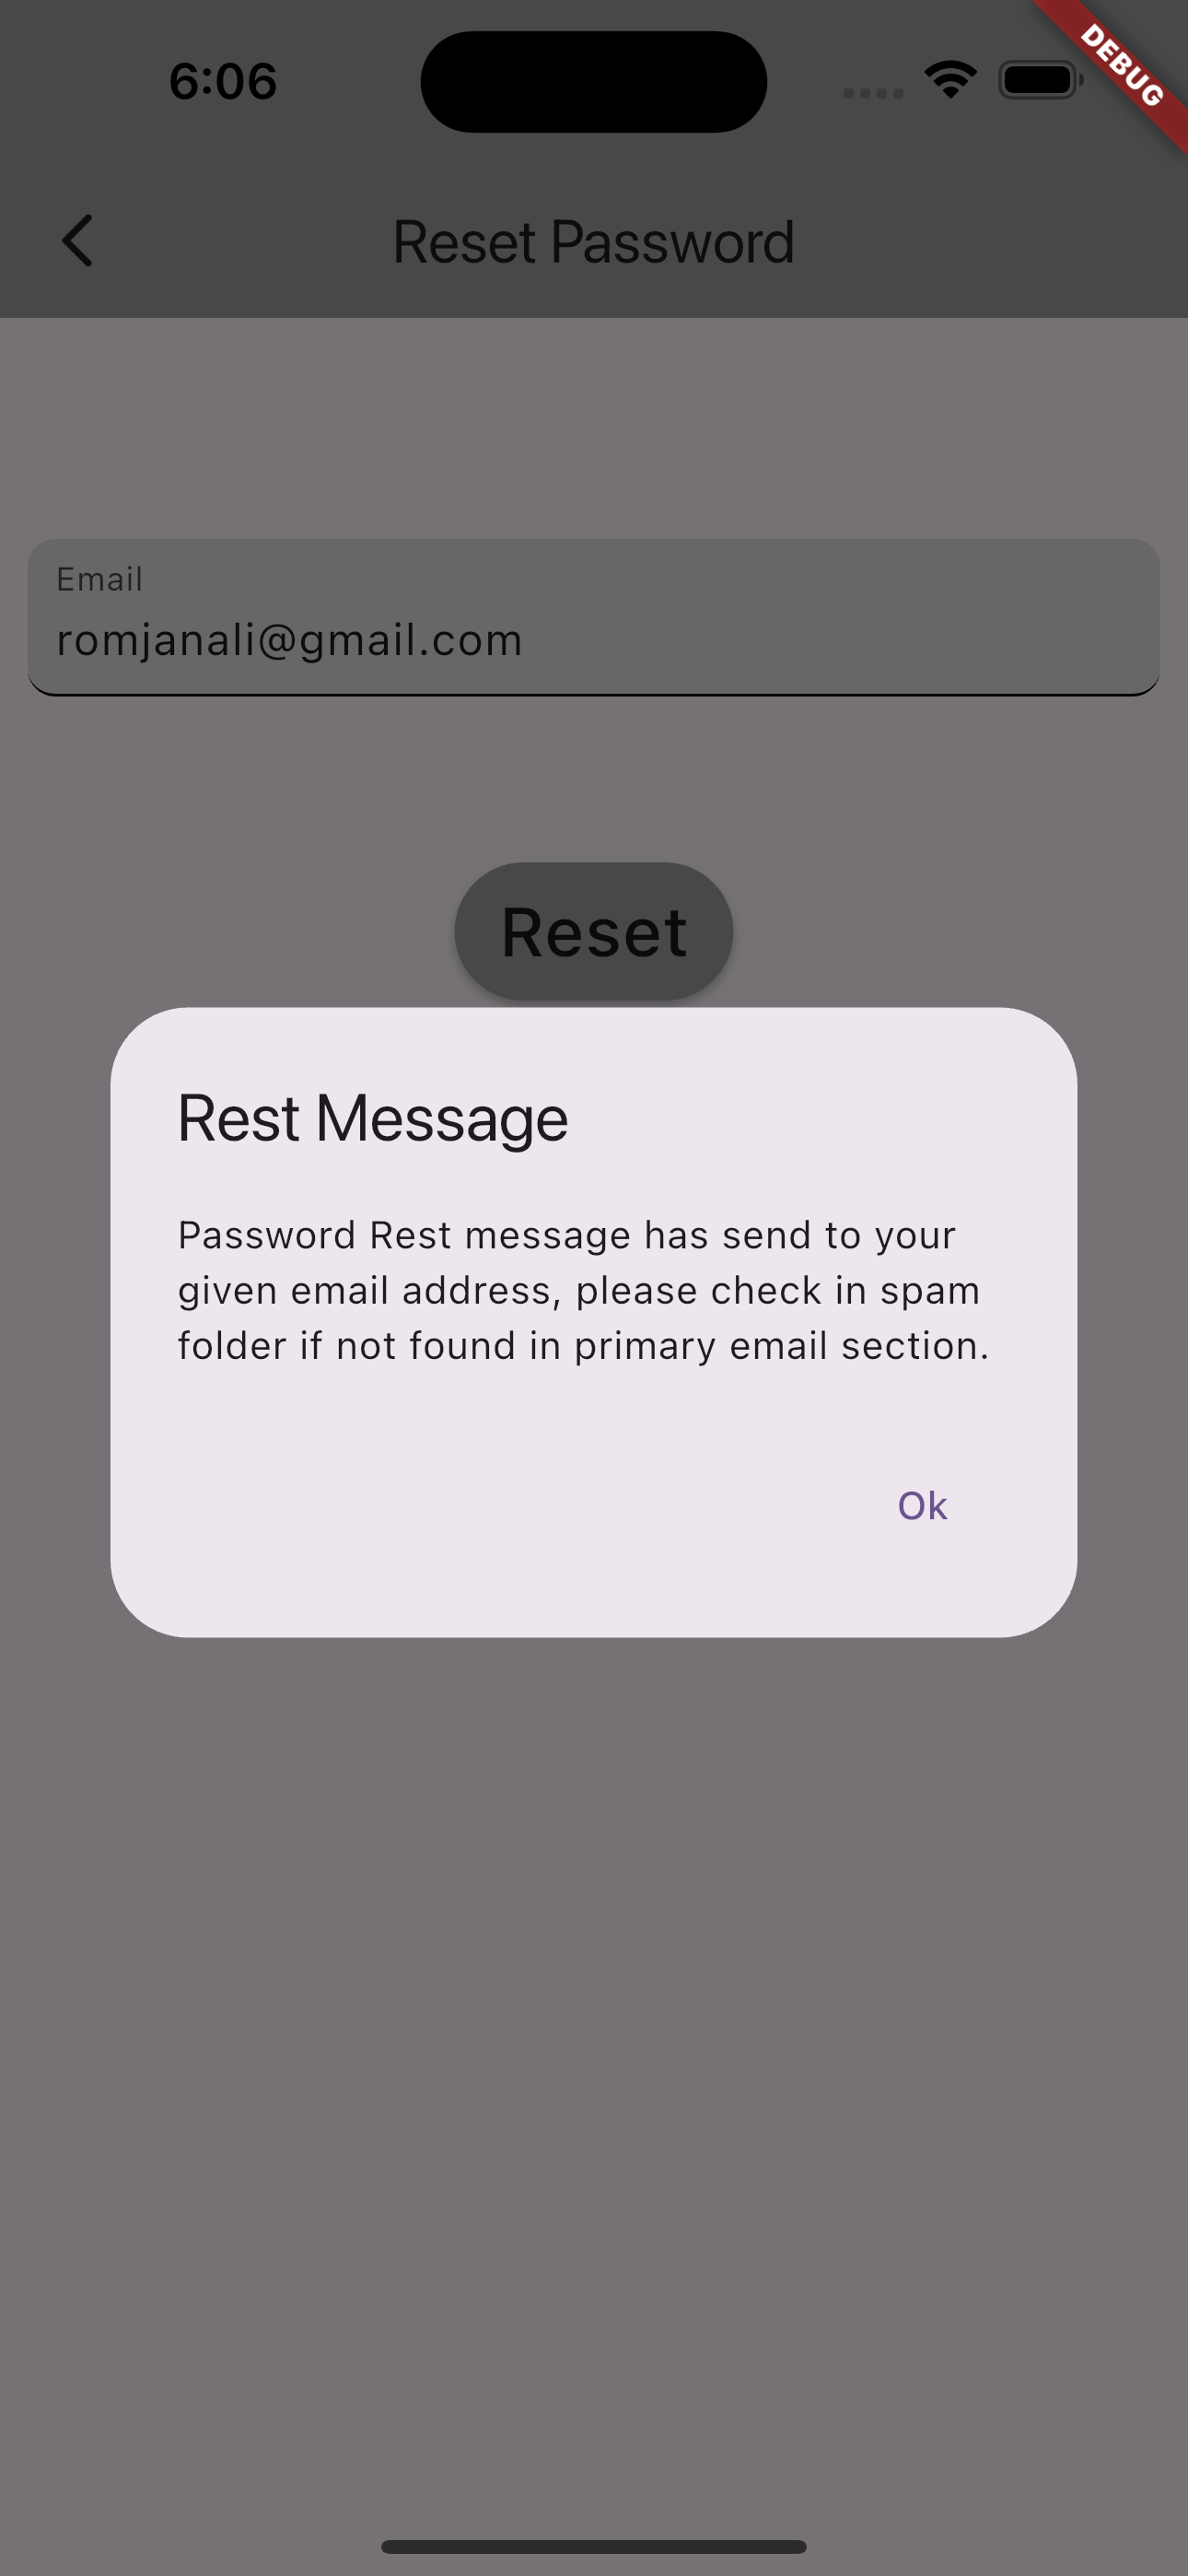 6:06
DEBUG
Reset Password
Email
romjanali@gmail.com
Reset
Rest Message
Password Rest message has send to your
given email address, please check in spam
folder if not found in primary email section.
Ok